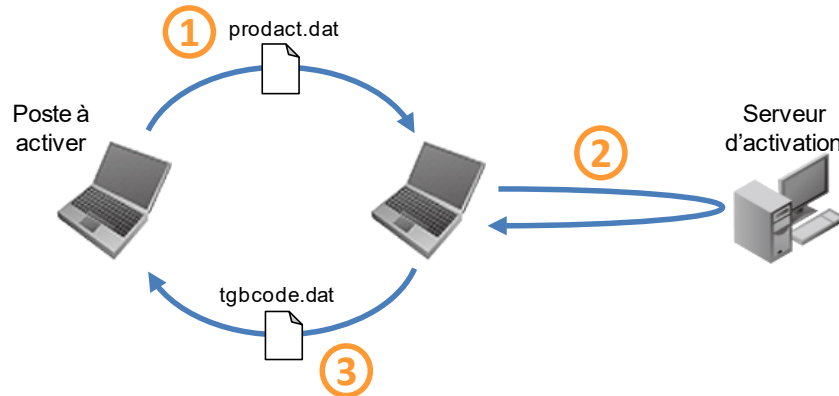 1
prodact.dat
Poste à
activer
2
Serveur
d'activation
tgbcode.dat
3